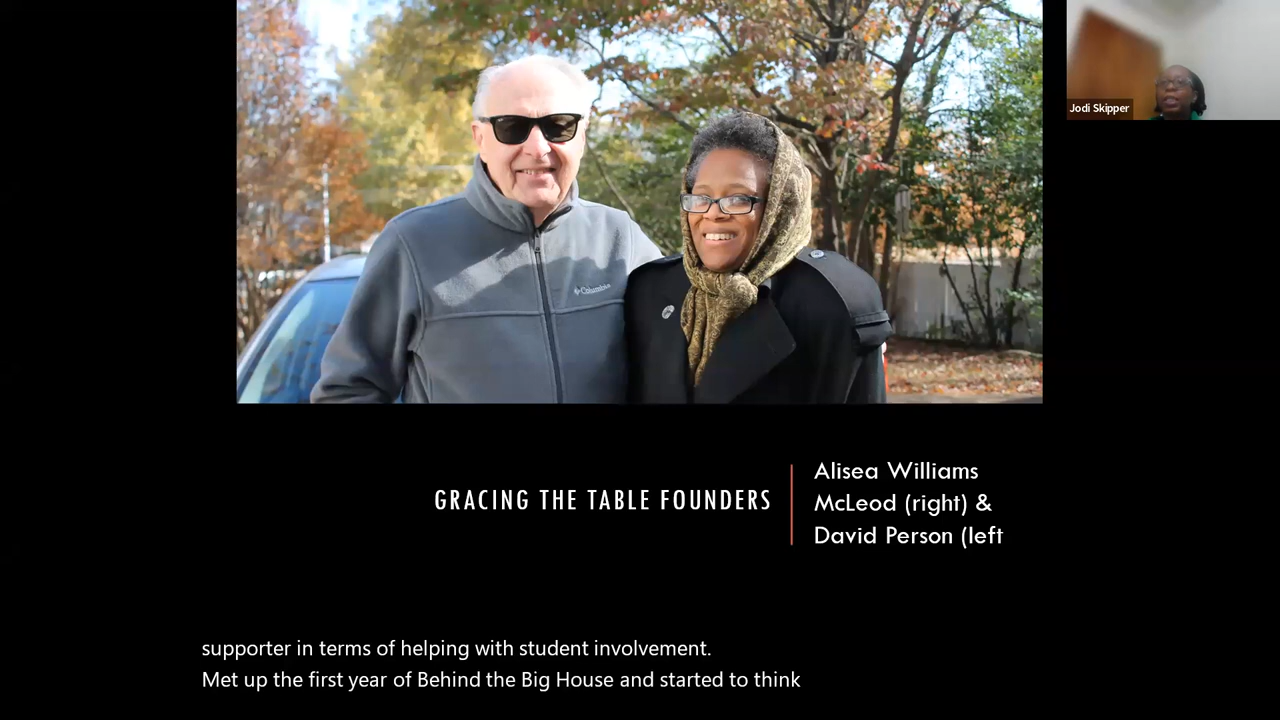 Jodi Skipper
Columbia
GRACING THE TABLE FOUNDERS
Alisea Williams
McLeod (right) &
David Person (left
supporter in terms of helping with student involvement.
Met up the first year of Behind the Big House and started to think